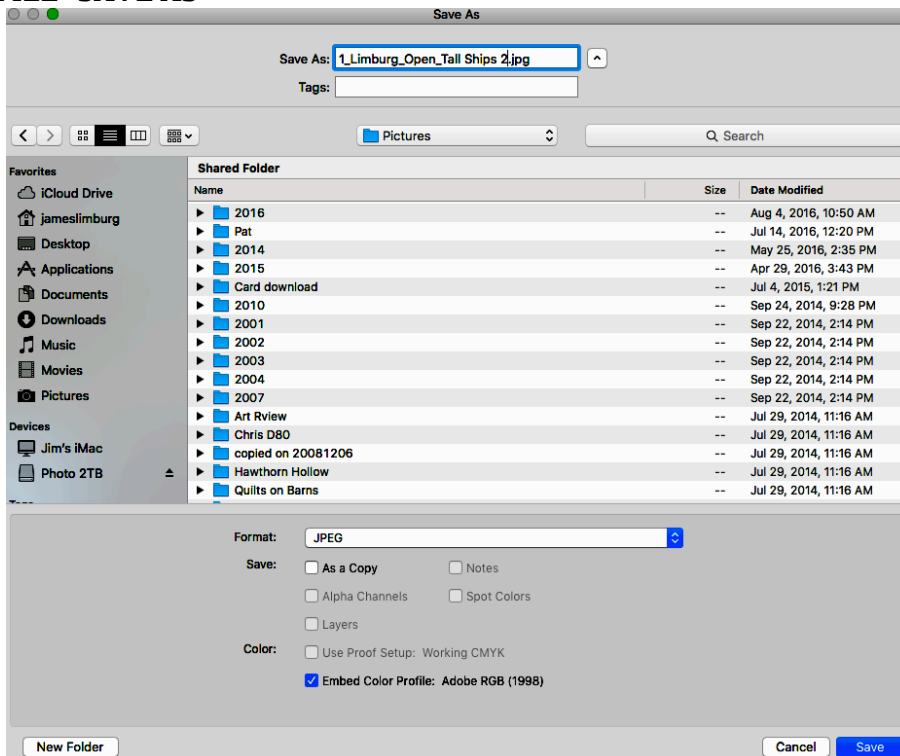 Save As
Save As: 1_Limburg_Open_Tall Ships 2.jpg
Tags:
Pictures
Search
Favorites
iCloud Drive
jameslimburg
Desktop
Applications
Documents
Downloads
Music
Movies
Pictures
Devices
Jim's iMac
Photo 2TB
Shared Folder
Name Size Date Modified
2016 -- Aug 4, 2016, 10:50 AM
Pat -- Jul 14, 2016, 12:20 PM
2014 -- May 25, 2016, 2:35 PM
2015 -- Apr 29, 2016, 3:43 PM
Card download -- Jul 4, 2015, 1:21 PM
2010 -- Sep 24, 2014, 9:28 PM
2001 -- Sep 22, 2014, 2:14 PM
2002 -- Sep 22, 2014, 2:14 PM
2003 -- Sep 22, 2014, 2:14 PM
2004 -- Sep 22, 2014, 2:14 PM
2007 -- Sep 22, 2014, 2:14 PM
Art Rview -- Jul 29, 2014, 11:16 AM
Chris D80 -- Jul 29, 2014, 11:16 AM
copied on 20081206 -- Jul 29, 2014, 11:16 AM
Hawthorn Hollow -- Jul 29, 2014, 11:16 AM
Quilts on Barns -- Jul 29, 2014, 11:16 AM
Format: JPEG
Save: As a Copy Notes
Alpha Channels Spot Colors
Layers
Color: Use Proof Setup: Working CMYK
Embed Color Profile: Adobe RGB (1998)
New Folder Cancel Save